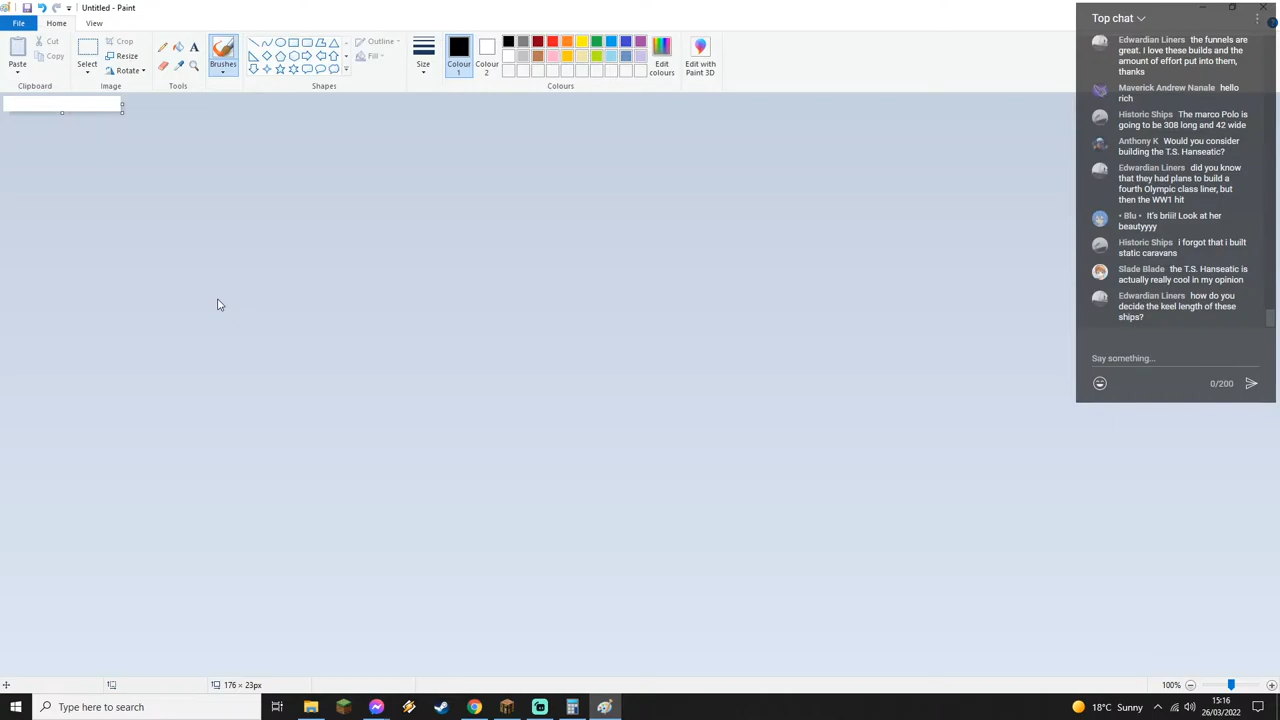 Untitled - Paint
File
Home
View
Paste
Cut
Copy
Clipboard
Select
Crop
Resize
Rotate
Image
A
Tools
Brushes
Outline
Fill
Shapes
Size
Colour
1
Colour
2
Edit
colours
Edit with
Paint 3D
Colours
Top chat
Edwardian Liners the funnels are
great. I love these builds and the
amount of effort put into them,
thanks
Maverick Andrew Nanale hello
rich
Historic Ships The marco Polo is
going to be 308 long and 42 wide
Anthony K Would you consider
building the T.S. Hanseatic?
Edwardian Liners did you know
that they had plans to build a
fourth Olympic class liner, but
then the WW1 hit
• Blu • It's briii! Look at her
beautyyyy
Historic Ships i forgot that i built
static caravans
Slade Blade the T.S. Hanseatic is
actually really cool in my opinion
Edwardian Liners how do you
decide the keel length of these
ships?
Say something...
0/200
176 × 23px
100%
Type here to search
18°C Sunny
15:16
26/03/2022